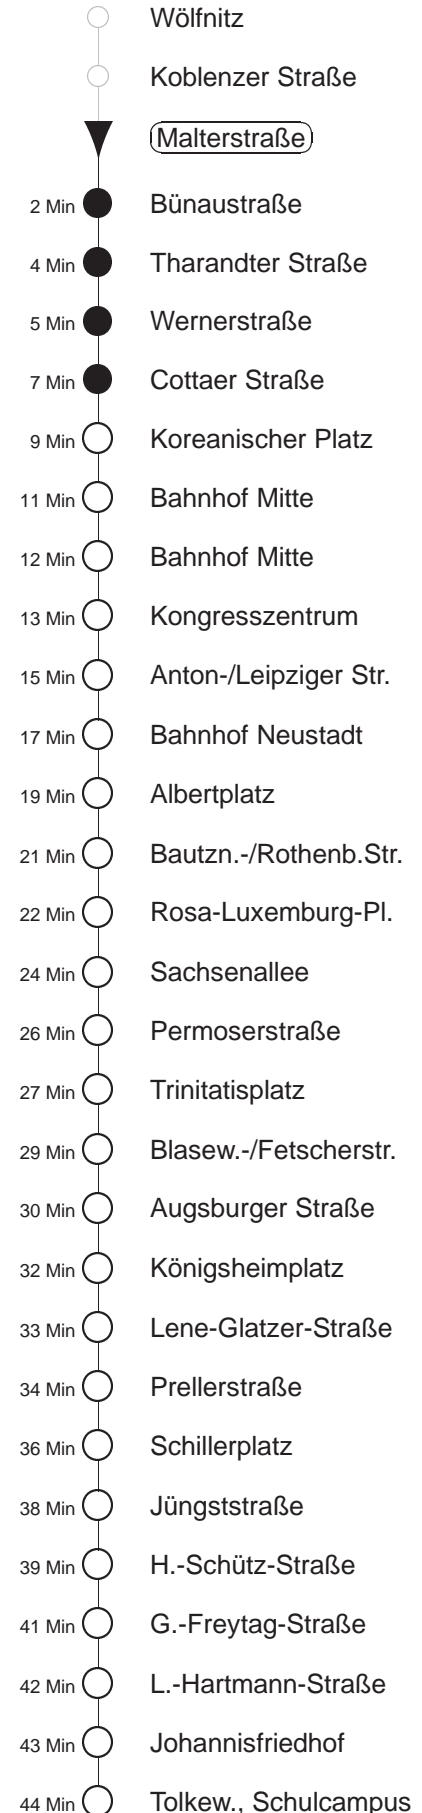 Wölfnitz
Koblenzer Straße
Malterstraße
2 Min Bünaustraße
4 Min Tharandter Straße
5 Min Wernerstraße
7 Min Cottaer Straße
9 Min Koreanischer Platz
11 Min Bahnhof Mitte
12 Min Bahnhof Mitte
13 Min Kongresszentrum
15 Min Anton-/Leipziger Str.
17 Min Bahnhof Neustadt
19 Min Albertplatz
21 Min Bautzn.-/Rothenb.Str.
22 Min Rosa-Luxemburg-Pl.
24 Min Sachsenallee
26 Min Permoserstraße
27 Min Trinitatisplatz
29 Min Blasew.-/Fetscherstr.
30 Min Augsburger Straße
32 Min Königsheimplatz
33 Min Lene-Glatzer-Straße
34 Min Prellerstraße
36 Min Schillerplatz
38 Min Jüngststraße
39 Min H.-Schütz-Straße
41 Min G.-Freytag-Straße
42 Min L.-Hartmann-Straße
43 Min Johannisfriedhof
44 Min Tolkew., Schulcampus